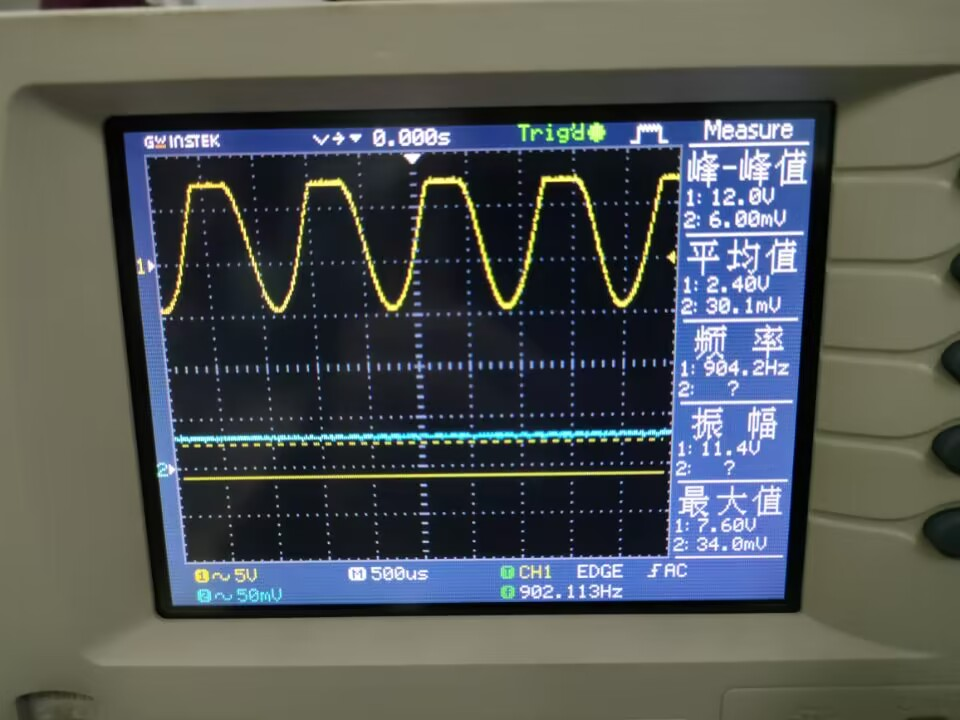 GW INSTEK 0.000s Trig'd Measure
峰-峰值
1: 12.0V
2: 6.00mV
平均值
1: 2.40V
2: 30.1mV
频 率
1: 904.2Hz
2: ?
振 幅
1: 11.4V
2: ?
最大值
1: 7.60V
2: 34.0mV
1
2
1 ~ 5V M 500us T CH1 EDGE AC
2 ~ 50mV 902.113Hz